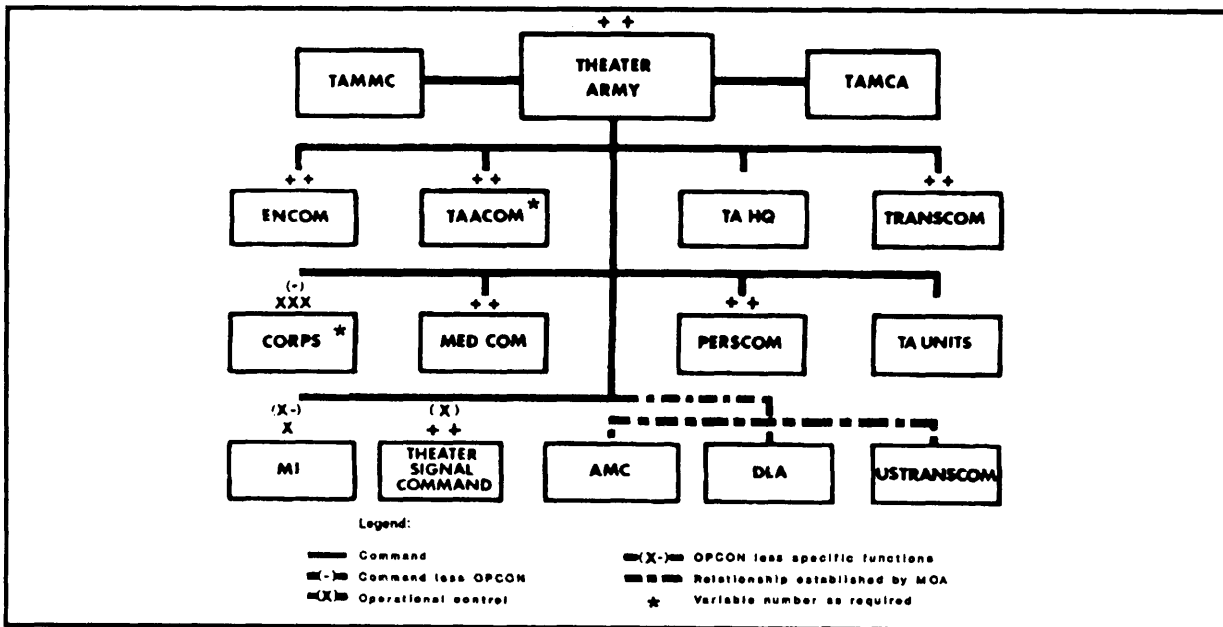 + +
THEATER
ARMY
TAMMC
TAMCA
+ + + + + +
ENCOM TAACOM * TA HQ TRANSCOM
(-)
XXX + + + +
CORPS * MED COM PERSCOM TA UNITS
(X-) (X)
X + +
MI THEATER SIGNAL COMMAND AMC DLA USTRANSCOM
Legend:
Command
(-) Command less OPCON
(X) Operational control
(X-) OPCON less specific functions
Relationship established by MOA
* Variable number as required